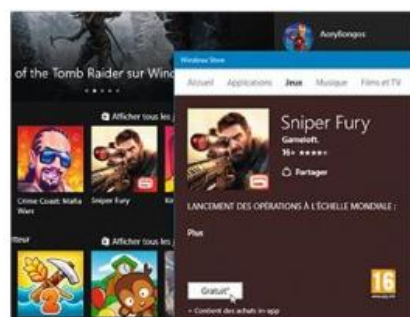 of the Tomb Raider sur Wind
Afficher tous les j
Crime Coast: Mafia
Wars
Sniper Fury
Afficher tous les j
Windows Store
Accueil Applications Jeux Musique Films et TV
Sniper Fury
Gameloft.
16+ ★★★★★
Partager
LANCEMENT DES OPÉRATIONS À L'ÉCHELLE MONDIALE :
Plus
Gratuit*
+ Contient des achats in-app
16